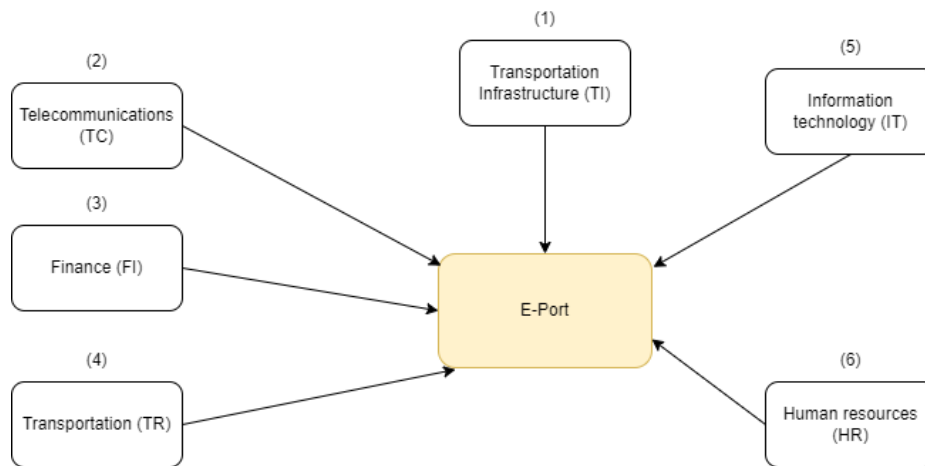 (1)
Transportation
Infrastructure (TI)
(2)
Telecommunications
(TC)
(5)
Information
technology (IT)
(3)
Finance (FI)
E-Port
(4)
Transportation (TR)
(6)
Human resources
(HR)